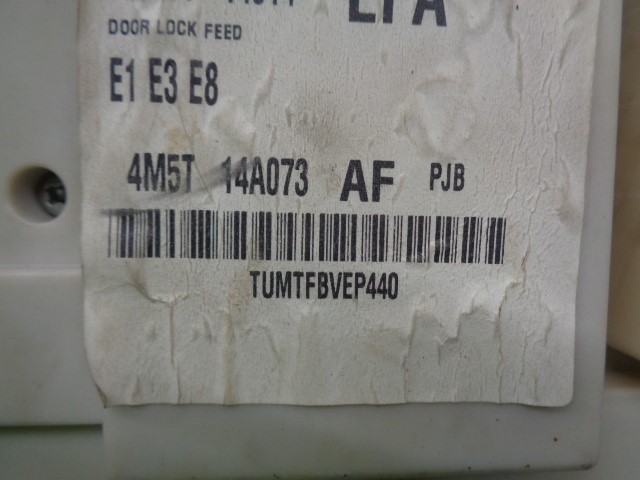 DOOR LOCK FEED
E1 E3 E8
4M5T 14A073 AF PJB
TUMTFBVEP440